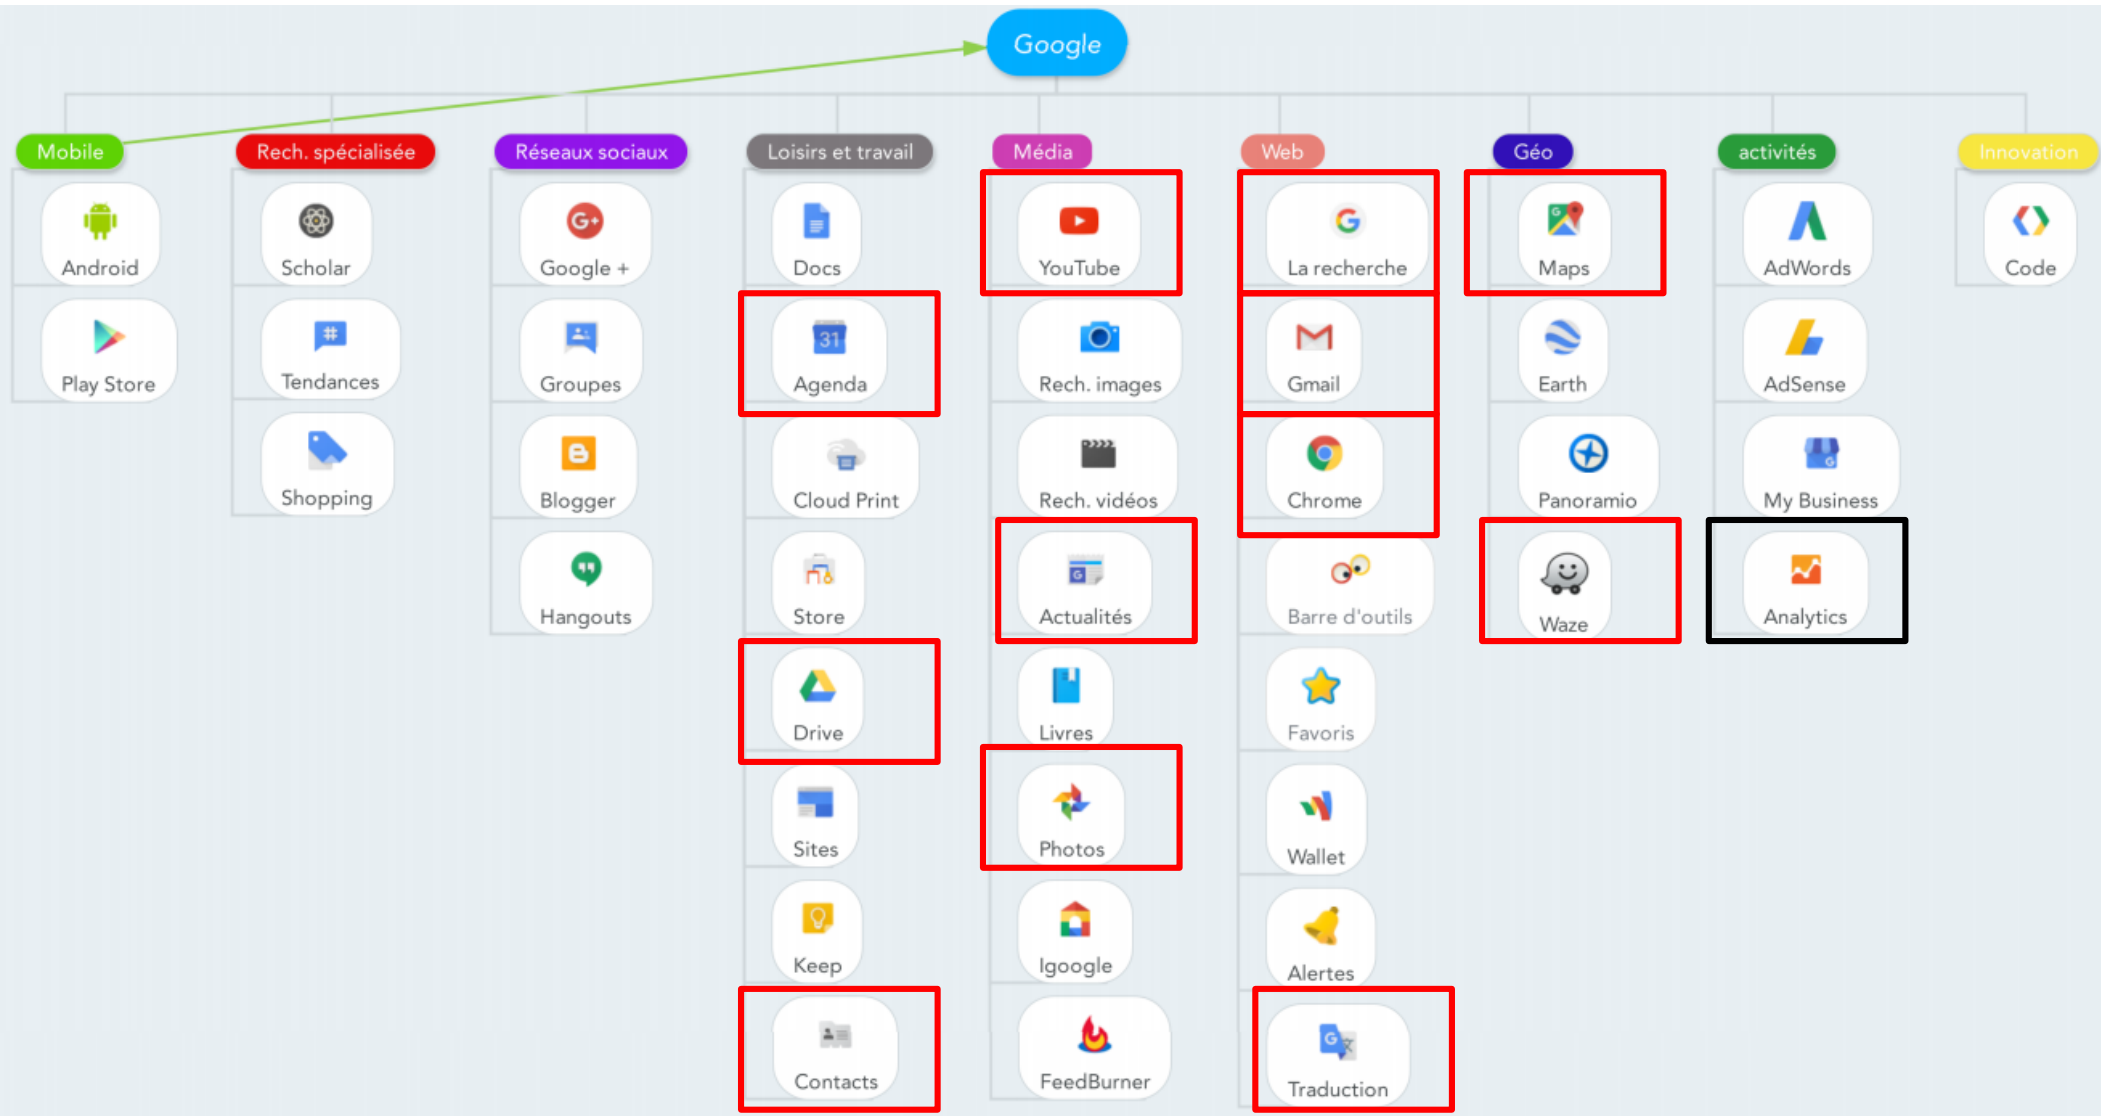 Google
Mobile
Android
Play Store
Rech. spécialisée
Scholar
Tendances
Shopping
Réseaux sociaux
G+
Google +
Groupes
Blogger
Hangouts
Loisirs et travail
Docs
31
Agenda
Cloud Print
Store
Drive
Sites
Keep
Contacts
Média
YouTube
Rech. images
Rech. vidéos
G
Actualités
Livres
Photos
Igoogle
FeedBurner
Web
G
La recherche
Gmail
Chrome
Barre d'outils
Favoris
Wallet
Alertes
G
Traduction
Géo
G
Maps
Earth
Panoramio
Waze
activités
AdWords
AdSense
G
My Business
Analytics
Innovation
Code